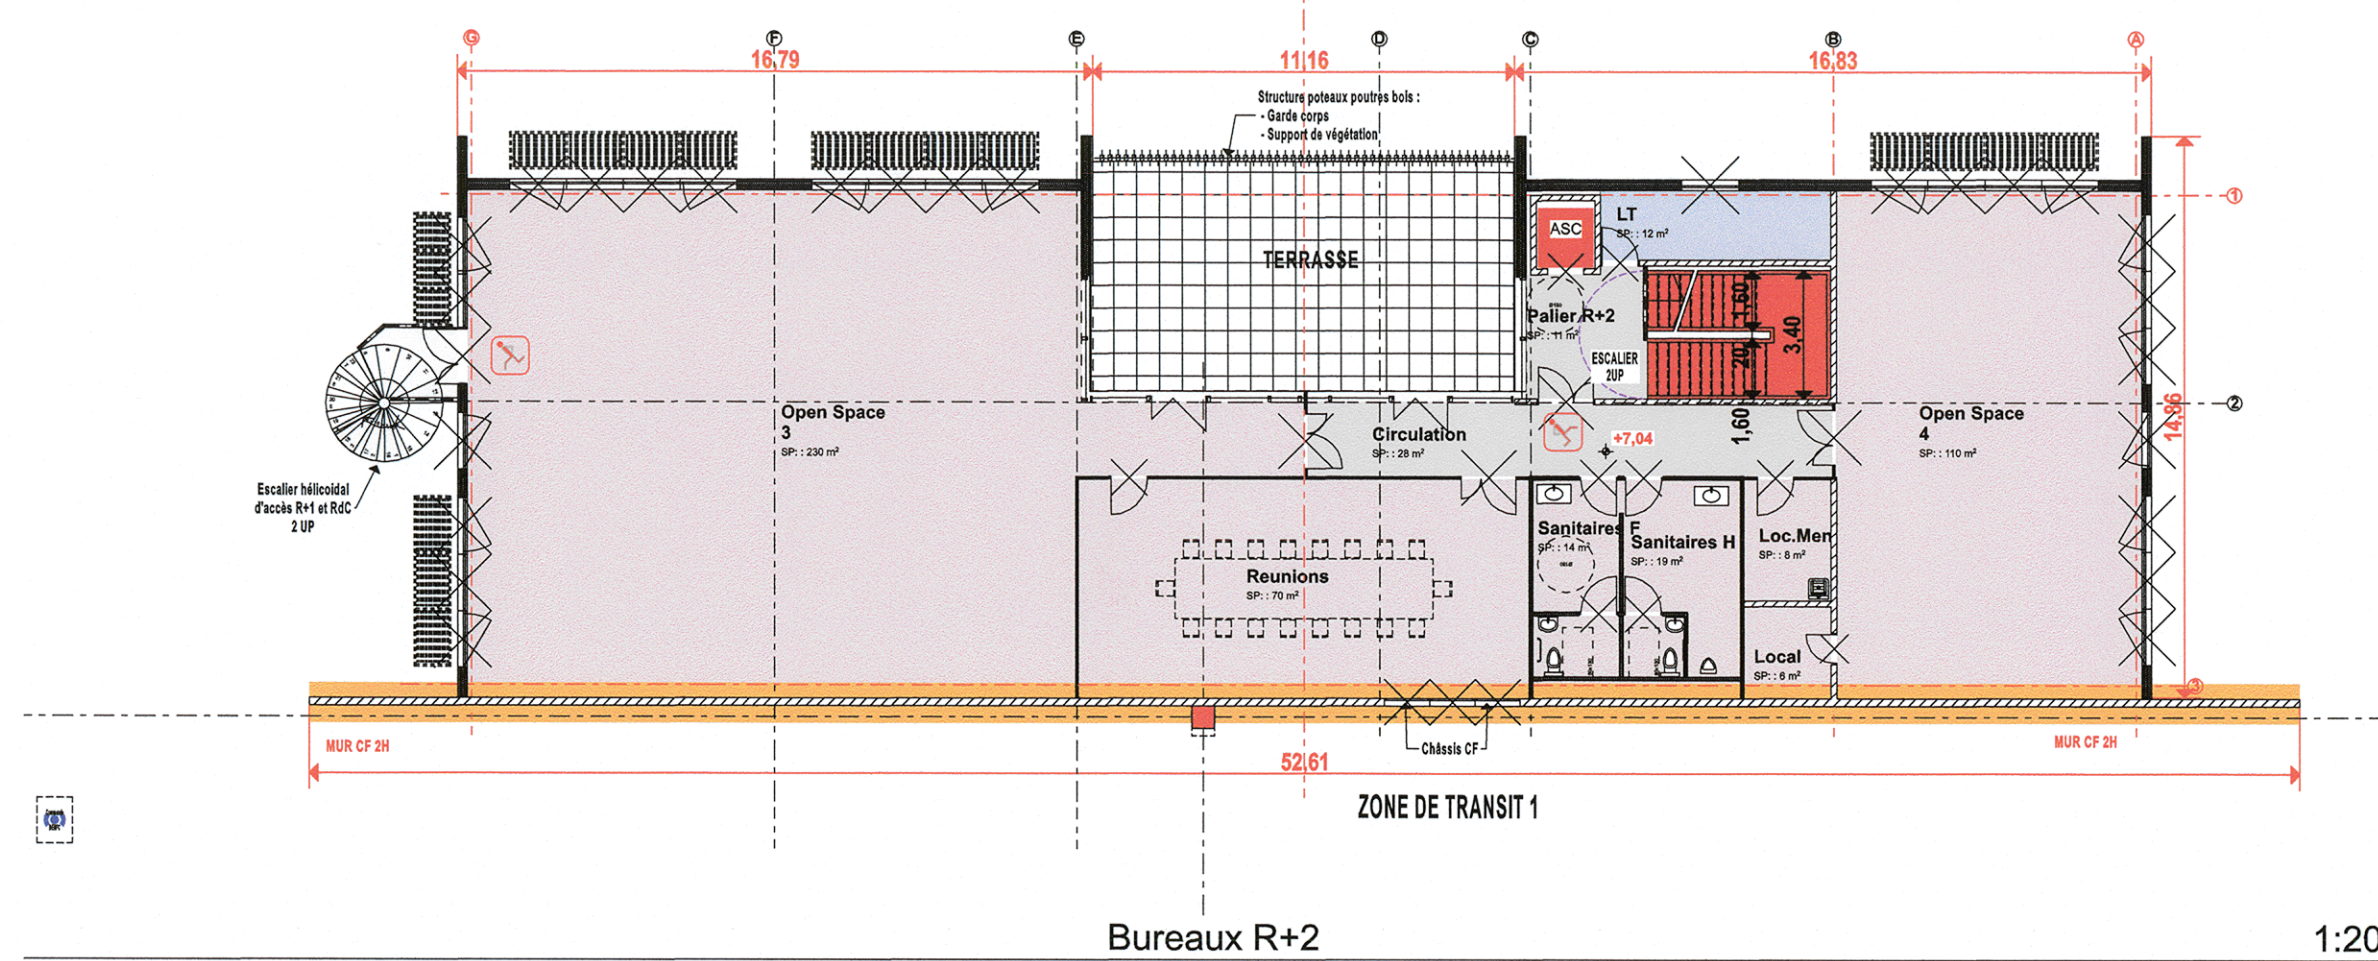 G
F
E
D
C
B
A
16,79
11,16
16,83
Structure poteaux poutres bois :
- Garde corps
- Support de végétation
1
ASC
LT
SP: : 12 m²
TERRASSE
Palier R+2
SP: : 11 m²
ESCALIER
2UP
1,60
3,40
1,20
Open Space
3
SP: : 230 m²
2
Open Space
4
SP: : 110 m²
14,86
Circulation
SP: : 28 m²
+7,04
1,60
Escalier hélicoidal
d'accès R+1 et RdC
2 UP
Sanitaires F
SP: : 14 m²
Sanitaires H
SP: : 19 m²
Loc.Men
SP: : 8 m²
Reunions
SP: : 70 m²
Local
SP: : 6 m²
3
MUR CF 2H
Châssis CF
MUR CF 2H
52,61
ZONE DE TRANSIT 1
Bureaux R+2
1:20